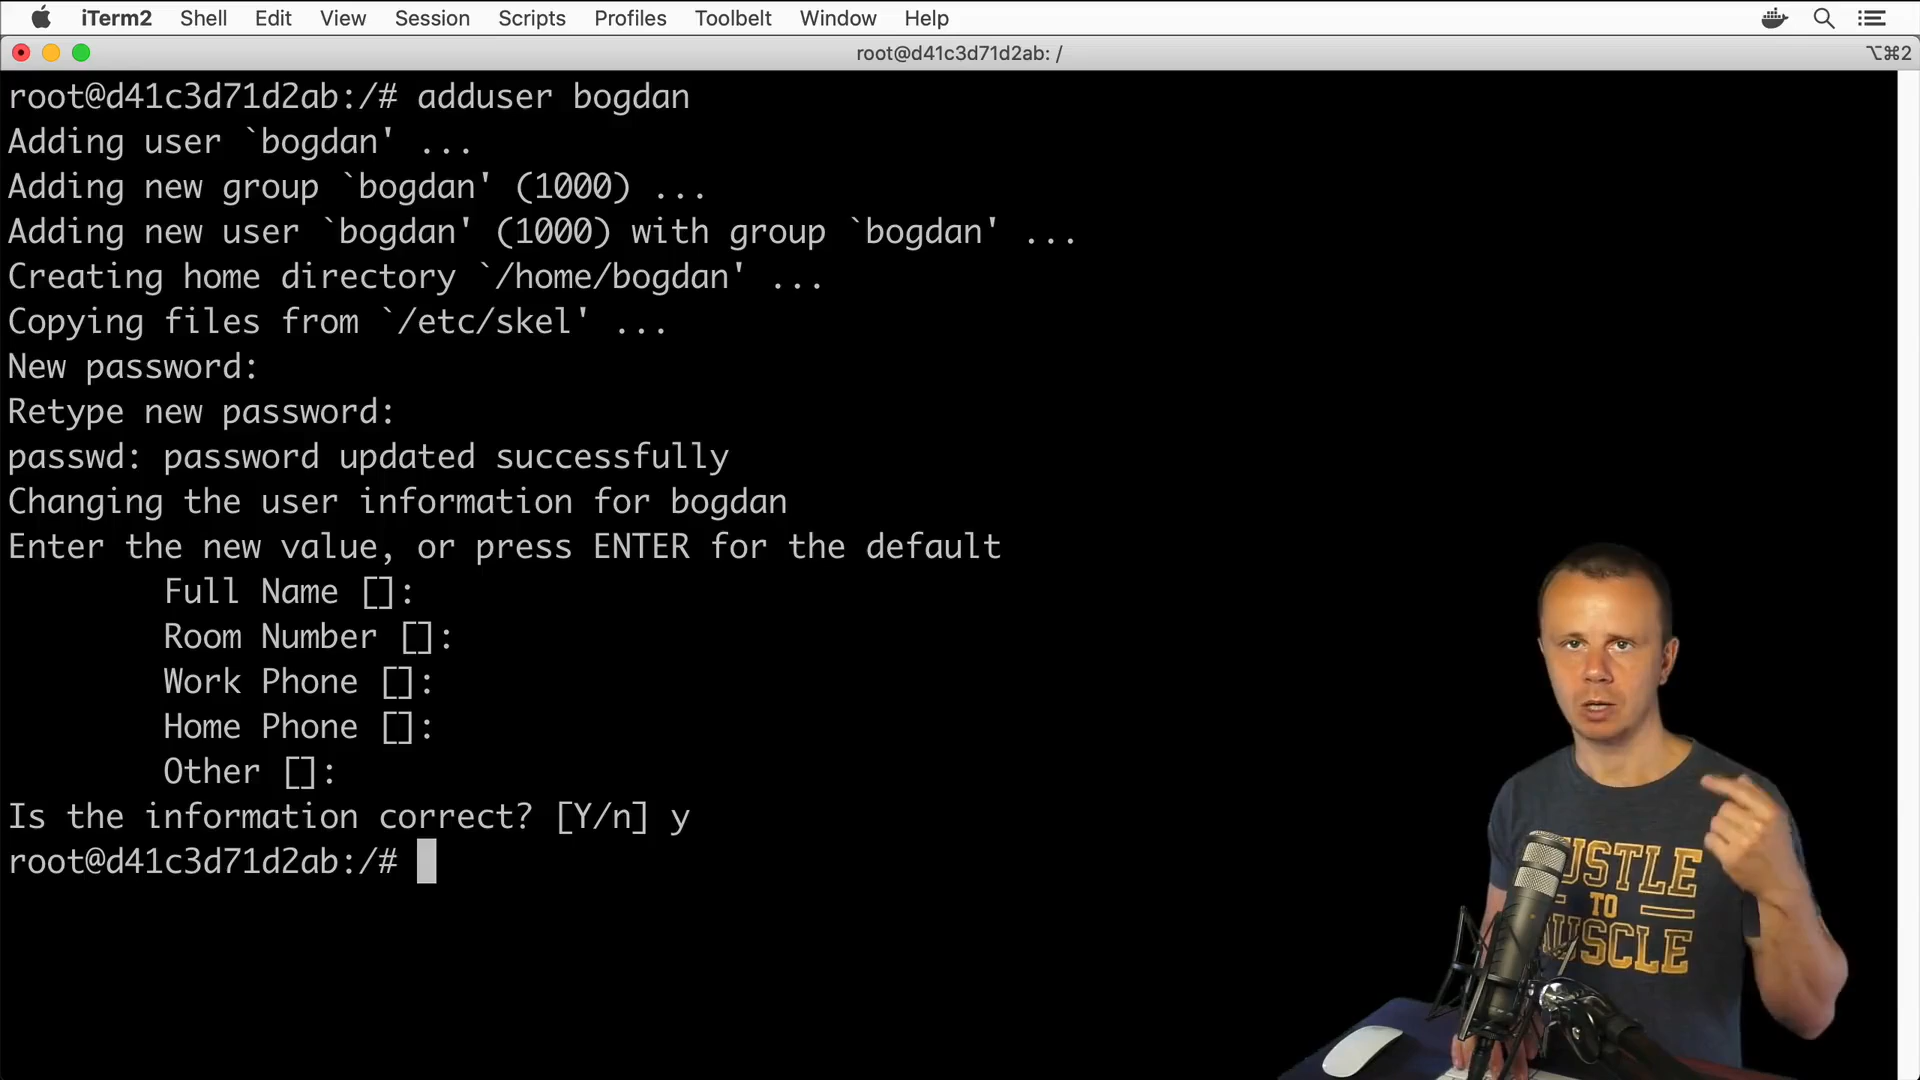 iTerm2 Shell Edit View Session Scripts Profiles Toolbelt Window Help
root@d41c3d71d2ab: /
⌥⌘2
root@d41c3d71d2ab:/# adduser bogdan
Adding user `bogdan' ...
Adding new group `bogdan' (1000) ...
Adding new user `bogdan' (1000) with group `bogdan' ...
Creating home directory `/home/bogdan' ...
Copying files from `/etc/skel' ...
New password:
Retype new password:
passwd: password updated successfully
Changing the user information for bogdan
Enter the new value, or press ENTER for the default
Full Name []:
Room Number []:
Work Phone []:
Home Phone []:
Other []:
Is the information correct? [Y/n] y
root@d41c3d71d2ab:/#
HUSTLE
TO
MUSCLE